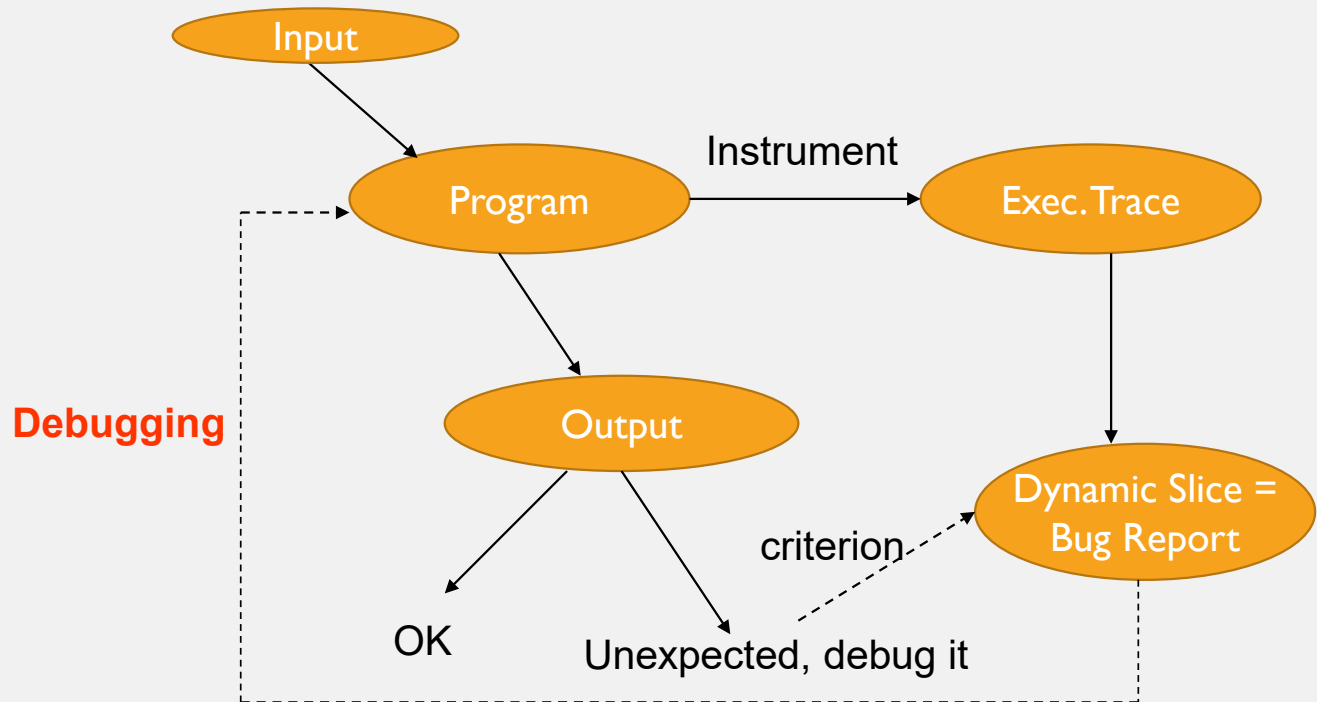 Input
Instrument
Program
Exec. Trace
Debugging
Output
Dynamic Slice =
Bug Report
criterion
OK
Unexpected, debug it